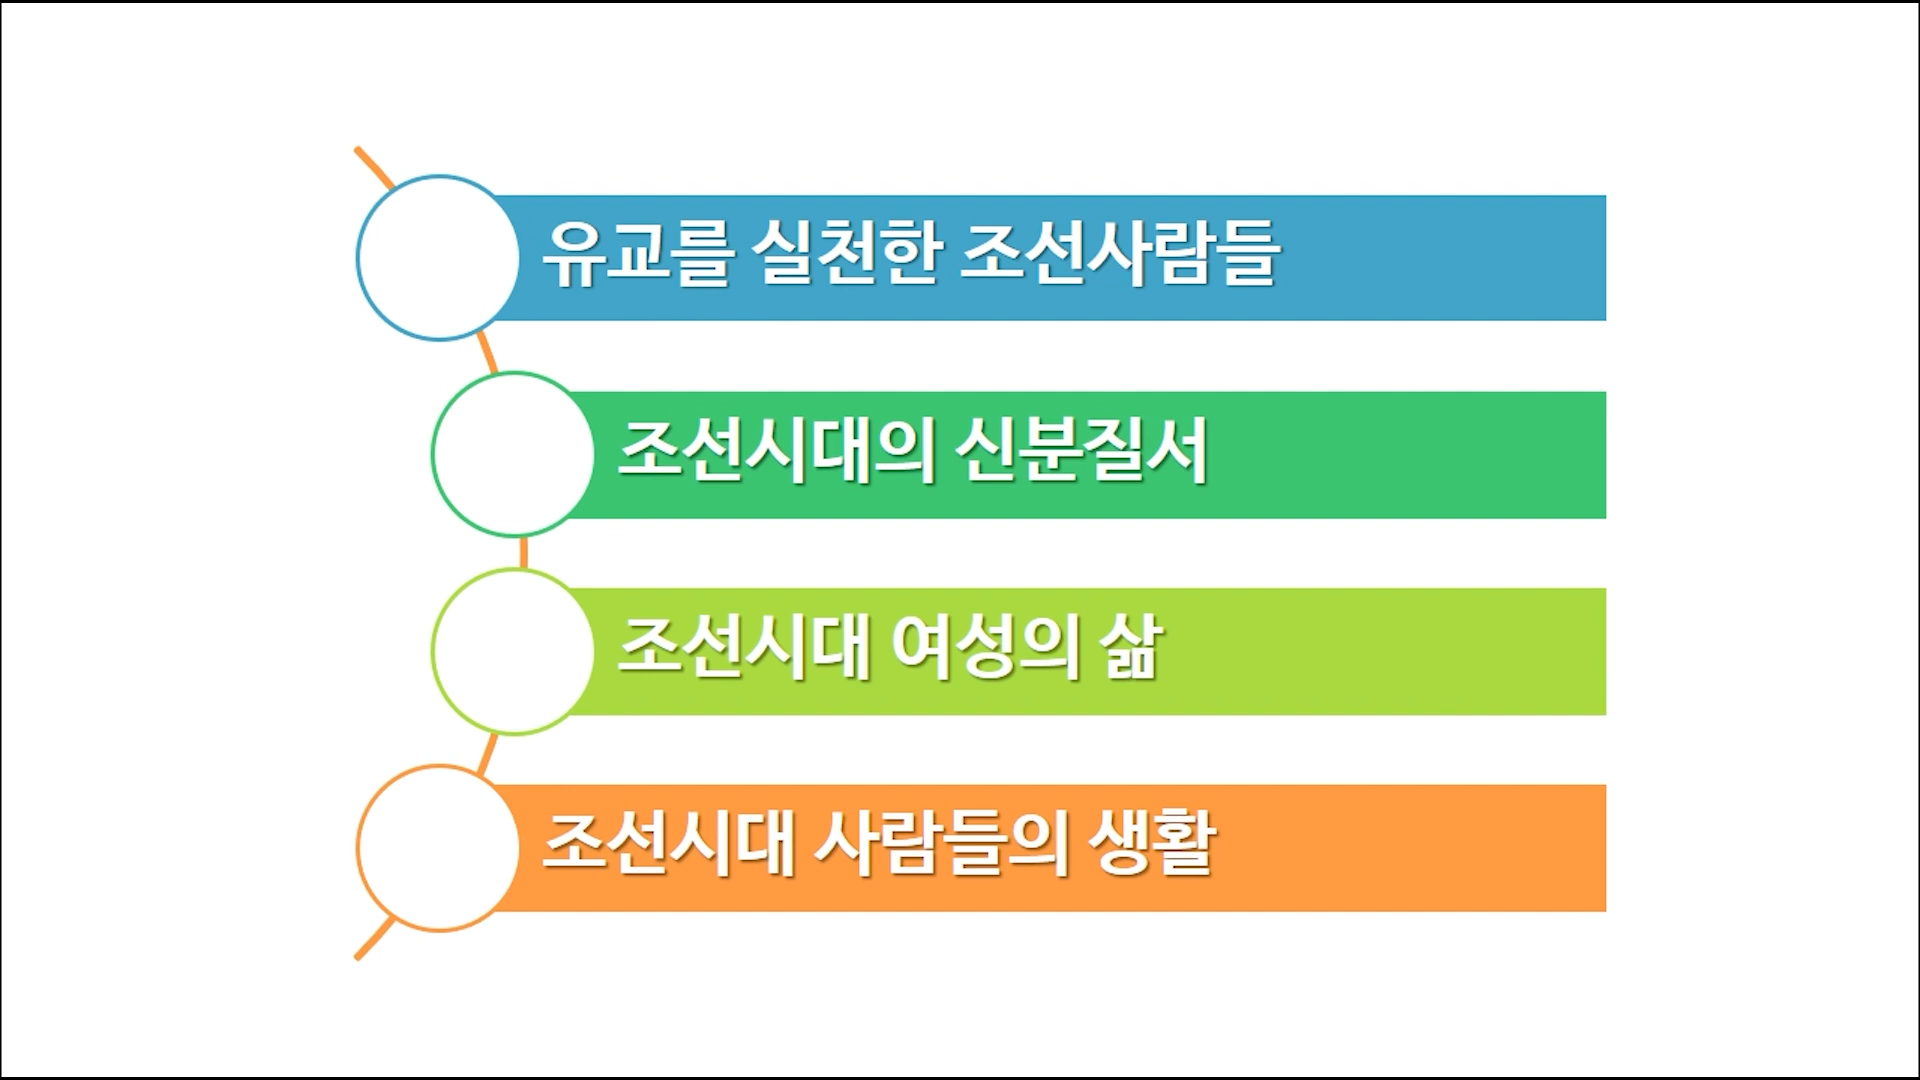 유교를 실천한 조선사람들
조선시대의 신분질서
조선시대 여성의 삶
조선시대 사람들의 생활